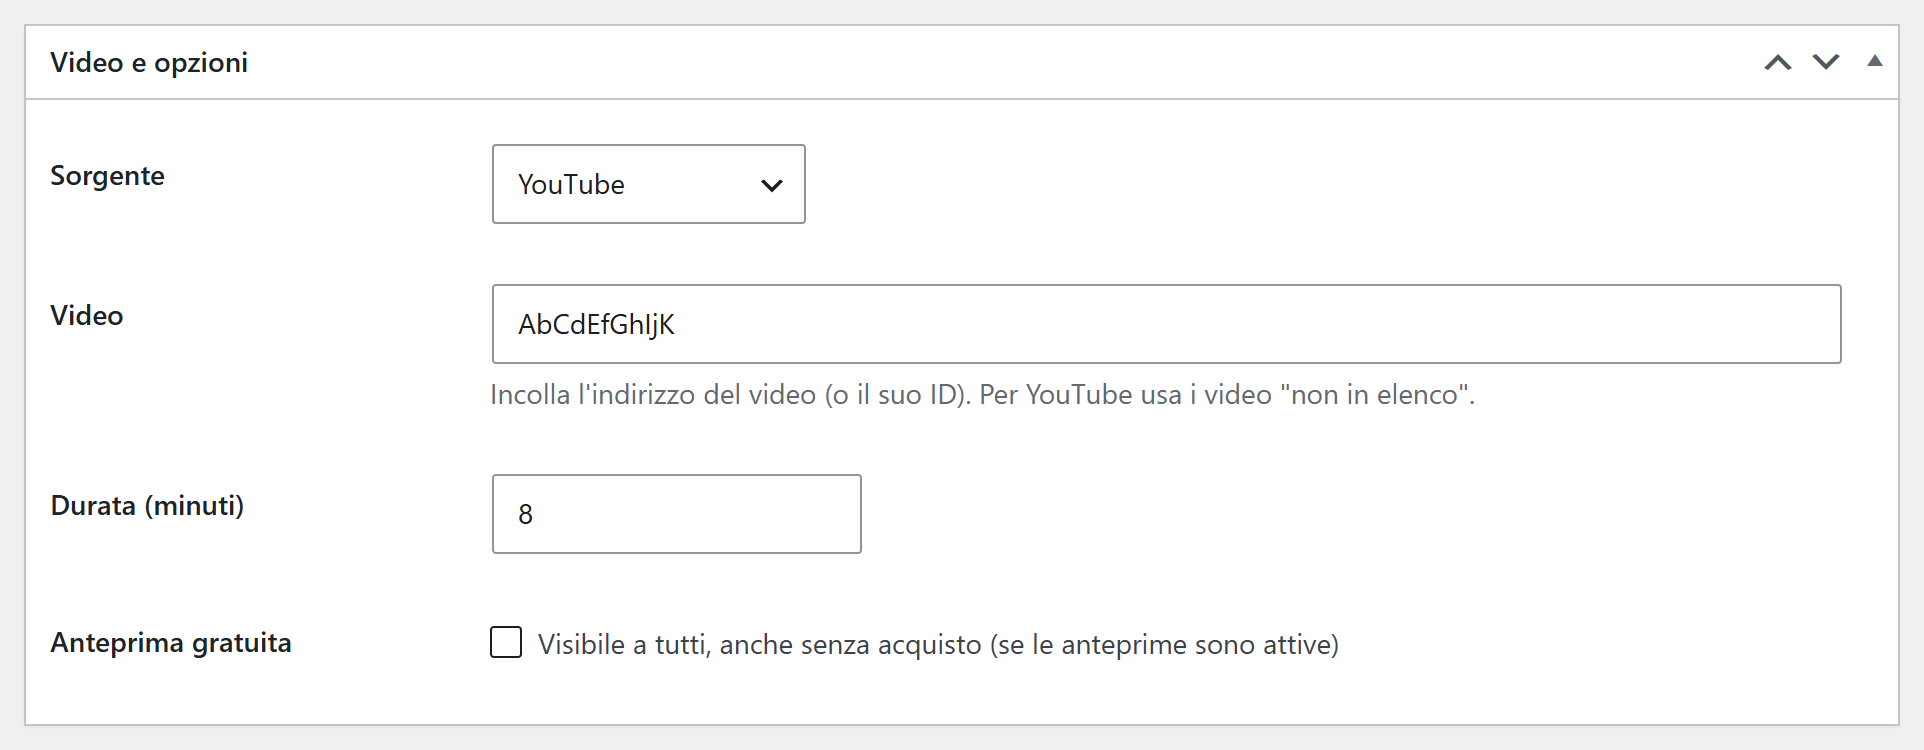 Video e opzioni
Sorgente
YouTube
Video
AbCdEfGhIjK
Incolla l'indirizzo del video (o il suo ID). Per YouTube usa i video "non in elenco".
Durata (minuti)
8
Anteprima gratuita
Visibile a tutti, anche senza acquisto (se le anteprime sono attive)